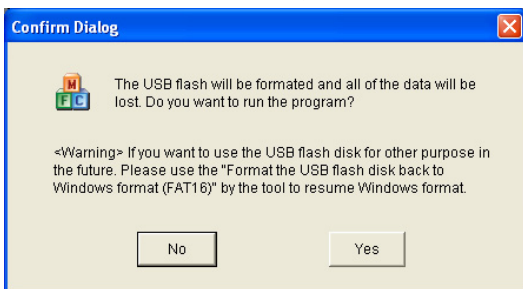 Confirm Dialog
M
F C
The USB flash will be formated and all of the data will be
lost. Do you want to run the program?
<Warning> If you want to use the USB flash disk for other purpose in
the future. Please use the "Format the USB flash disk back to
Windows format (FAT16)" by the tool to resume Windows format.
No
Yes